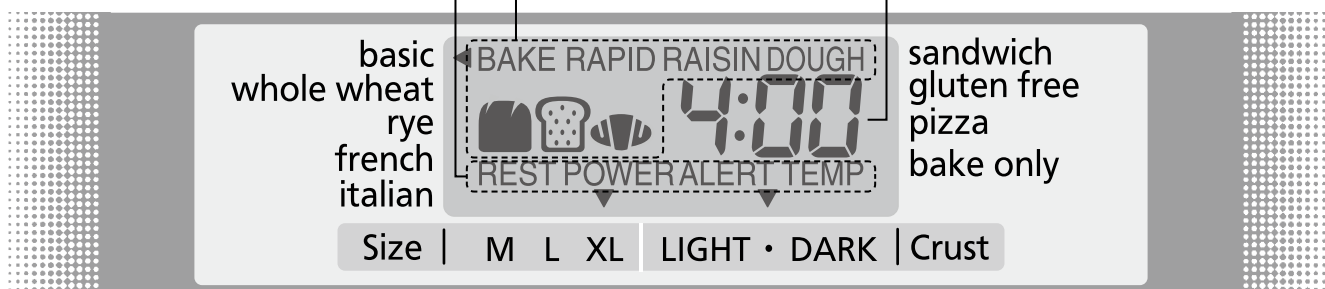 basic
whole wheat
rye
french
italian
BAKE RAPID RAISIN DOUGH
4:00
REST POWER ALERT TEMP
sandwich
gluten free
pizza
bake only
Size | M L XL LIGHT • DARK | Crust